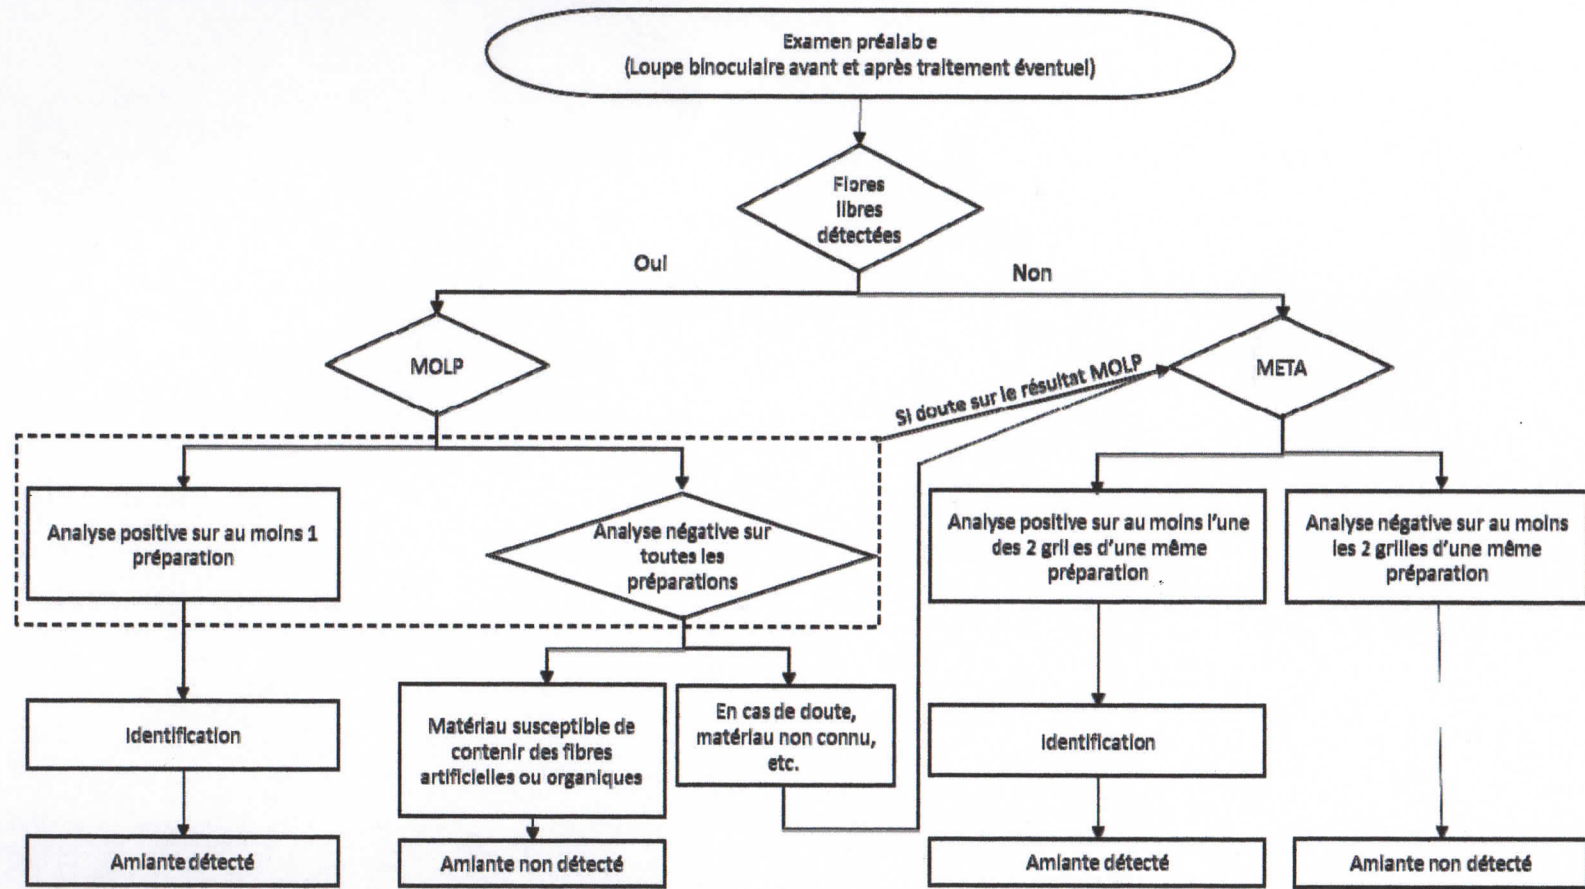 Examen préalab e
(Loupe binoculaire avant et après traitement éventuel)
Fibres
libres
détectées
Oui
Non
MOLP
META
Si doute sur le résultat MOLP
Analyse positive sur au moins 1
préparation
Analyse négative sur
toutes les
préparations
Analyse positive sur au moins l'une
des 2 gril es d'une même
préparation
Analyse négative sur au moins
les 2 grilles d'une même
préparation
Identification
Matériau susceptible de
contenir des fibres
artificielles ou organiques
En cas de doute,
matériau non connu,
etc.
Identification
Amiante détecté
Amiante non détecté
Amiante détecté
Amiante non détecté